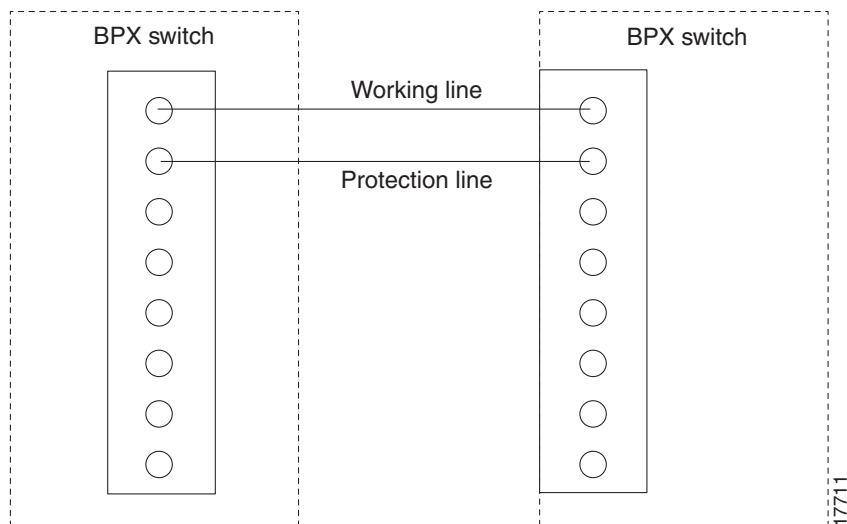 BPX switch
BPX switch
Working line
Protection line
17711